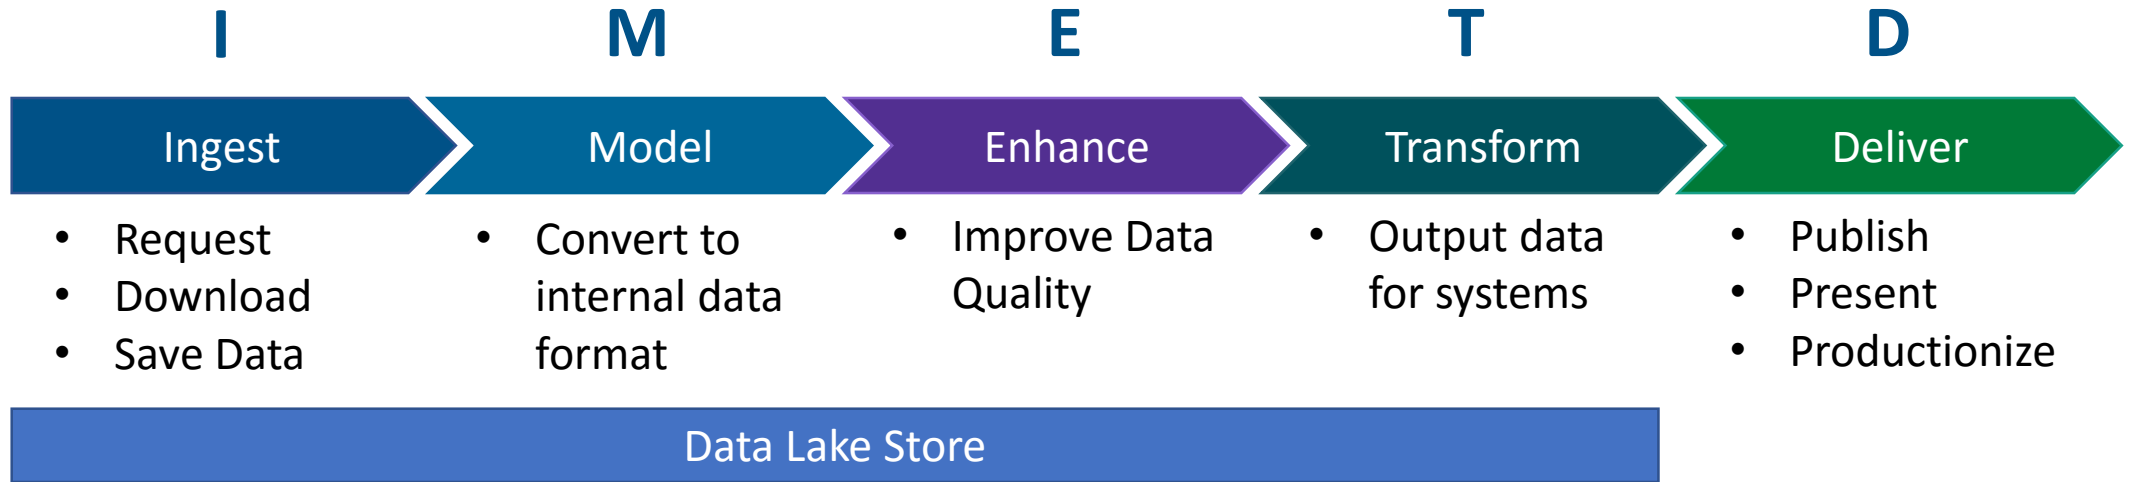 I
M
E
T
D
Ingest
Model
Enhance
Transform
Deliver
• Request
• Download
• Save Data
• Convert to
internal data
format
• Improve Data
Quality
• Output data
for systems
• Publish
• Present
• Productionize
Data Lake Store